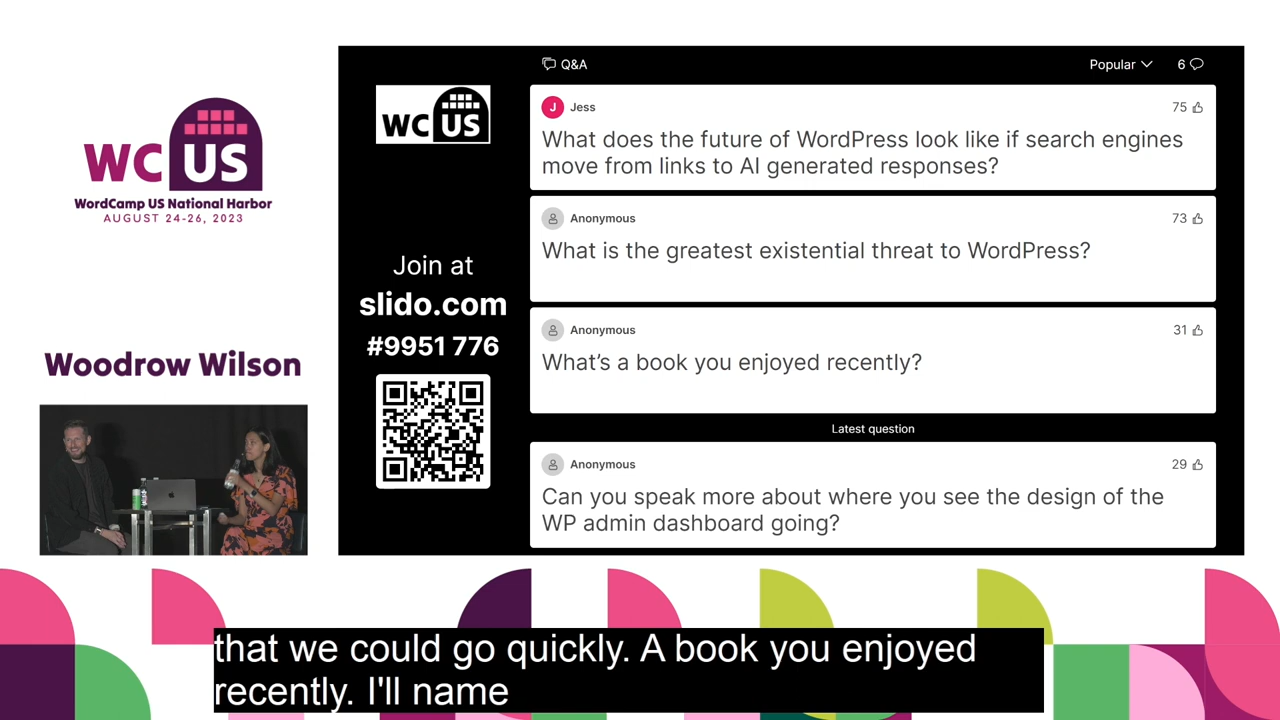 WC US
WordCamp US National Harbor
AUGUST 24-26, 2023
Woodrow Wilson
WC US
Join at
slido.com
#9951 776
Q&A
Popular
6
J
Jess
75
What does the future of WordPress look like if search engines
move from links to AI generated responses?
Anonymous
73
What is the greatest existential threat to WordPress?
Anonymous
31
What’s a book you enjoyed recently?
Latest question
Anonymous
29
Can you speak more about where you see the design of the
WP admin dashboard going?
that we could go quickly. A book you enjoyed
recently. I'll name